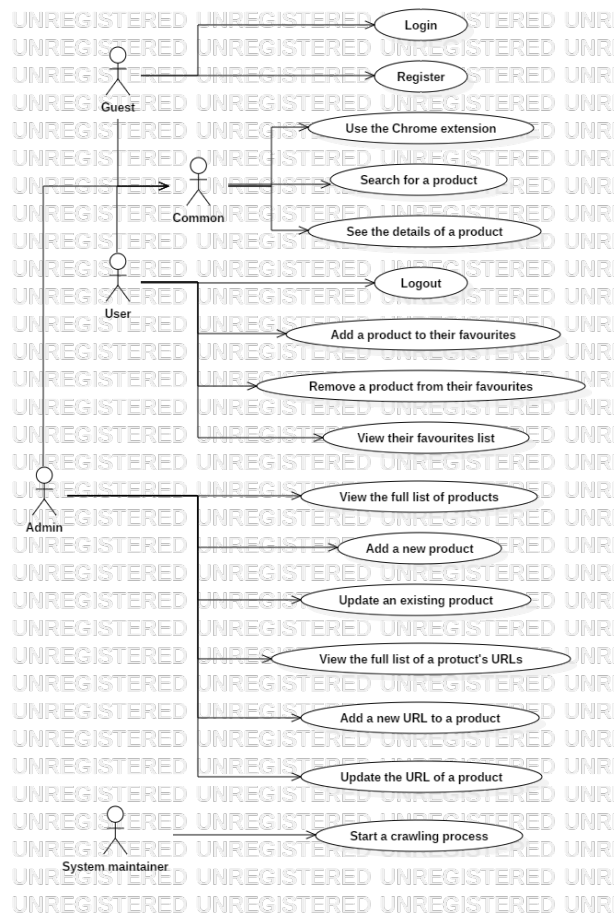 Login
Register
Guest
Use the Chrome extension
Search for a product
Common
See the details of a product
User
Logout
Add a product to their favourites
Remove a product from their favourites
View their favourites list
Admin
View the full list of products
Add a new product
Update an existing product
View the full list of a protuct's URLs
Add a new URL to a product
Update the URL of a product
System maintainer
Start a crawling process
UNREGISTERED